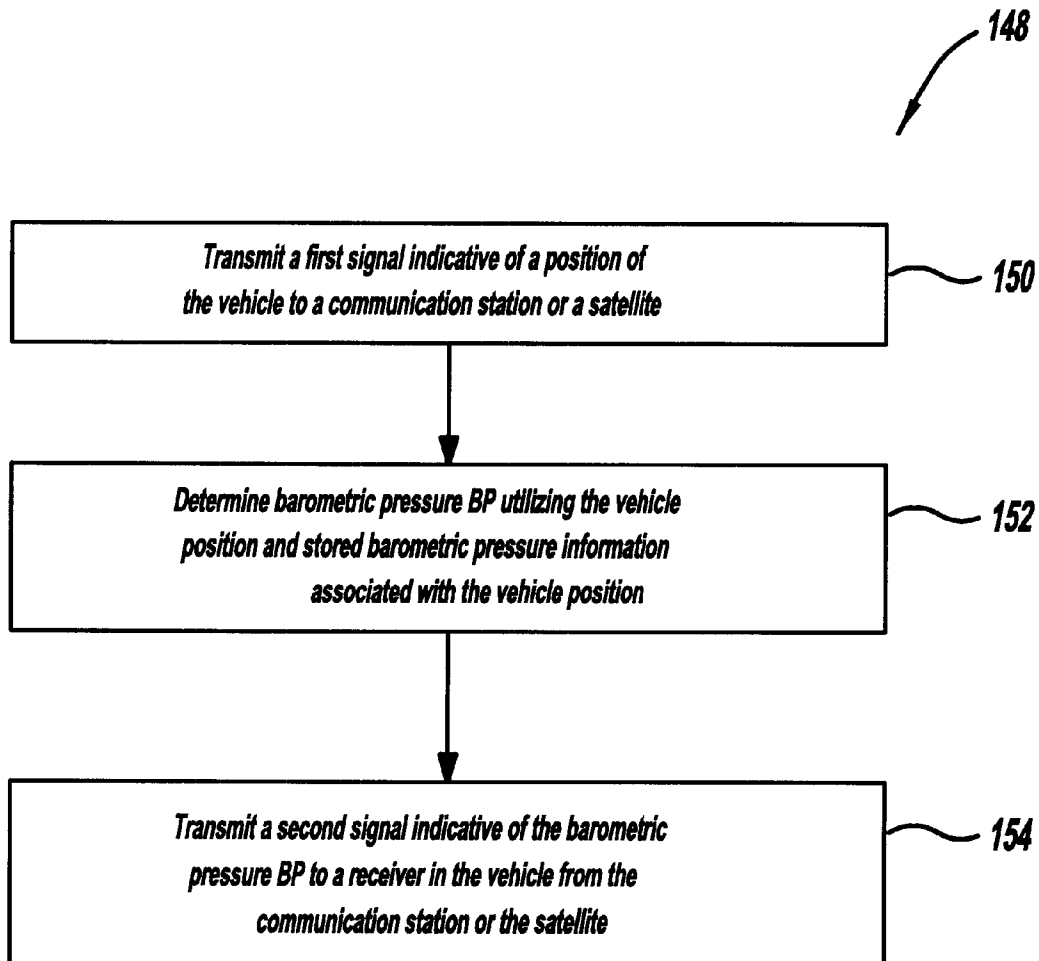 148
Transmit a first signal indicative of a position of
the vehicle to a communication station or a satellite
150
Determine barometric pressure BP utilizing the vehicle
position and stored barometric pressure information
associated with the vehicle position
152
Transmit a second signal indicative of the barometric
pressure BP to a receiver in the vehicle from the
communication station or the satellite
154